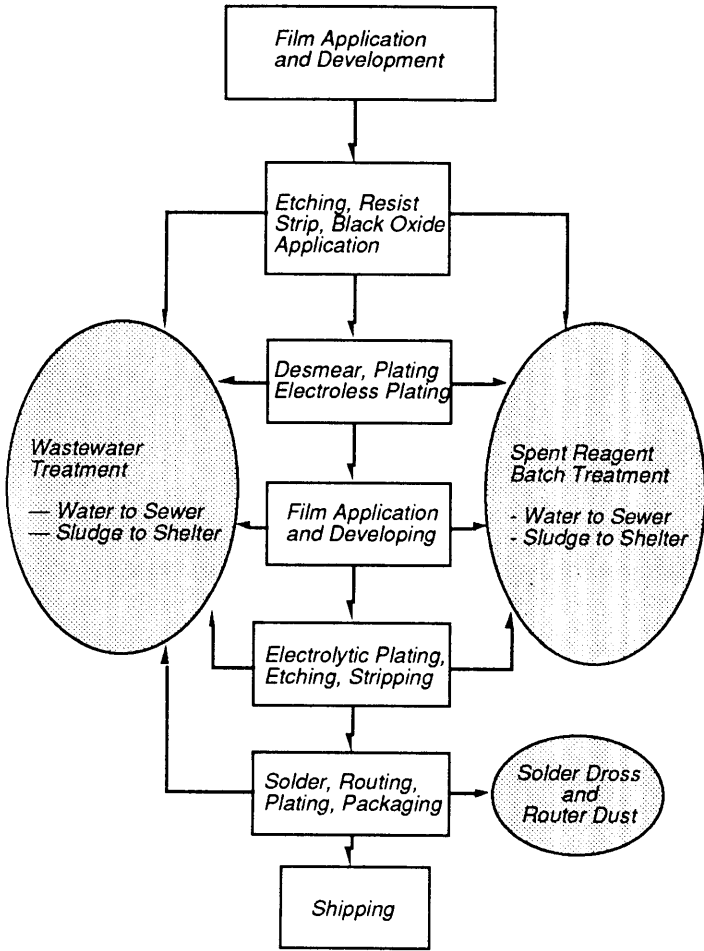 Film Application
and Development
Etching, Resist
Strip, Black Oxide
Application
Desmear, Plating
Electroless Plating
Wastewater
Treatment
— Water to Sewer
— Sludge to Shelter
Spent Reagent
Batch Treatment
- Water to Sewer
- Sludge to Shelter
Film Application
and Developing
Electrolytic Plating,
Etching, Stripping
Solder, Routing,
Plating, Packaging
Solder Dross
and
Router Dust
Shipping